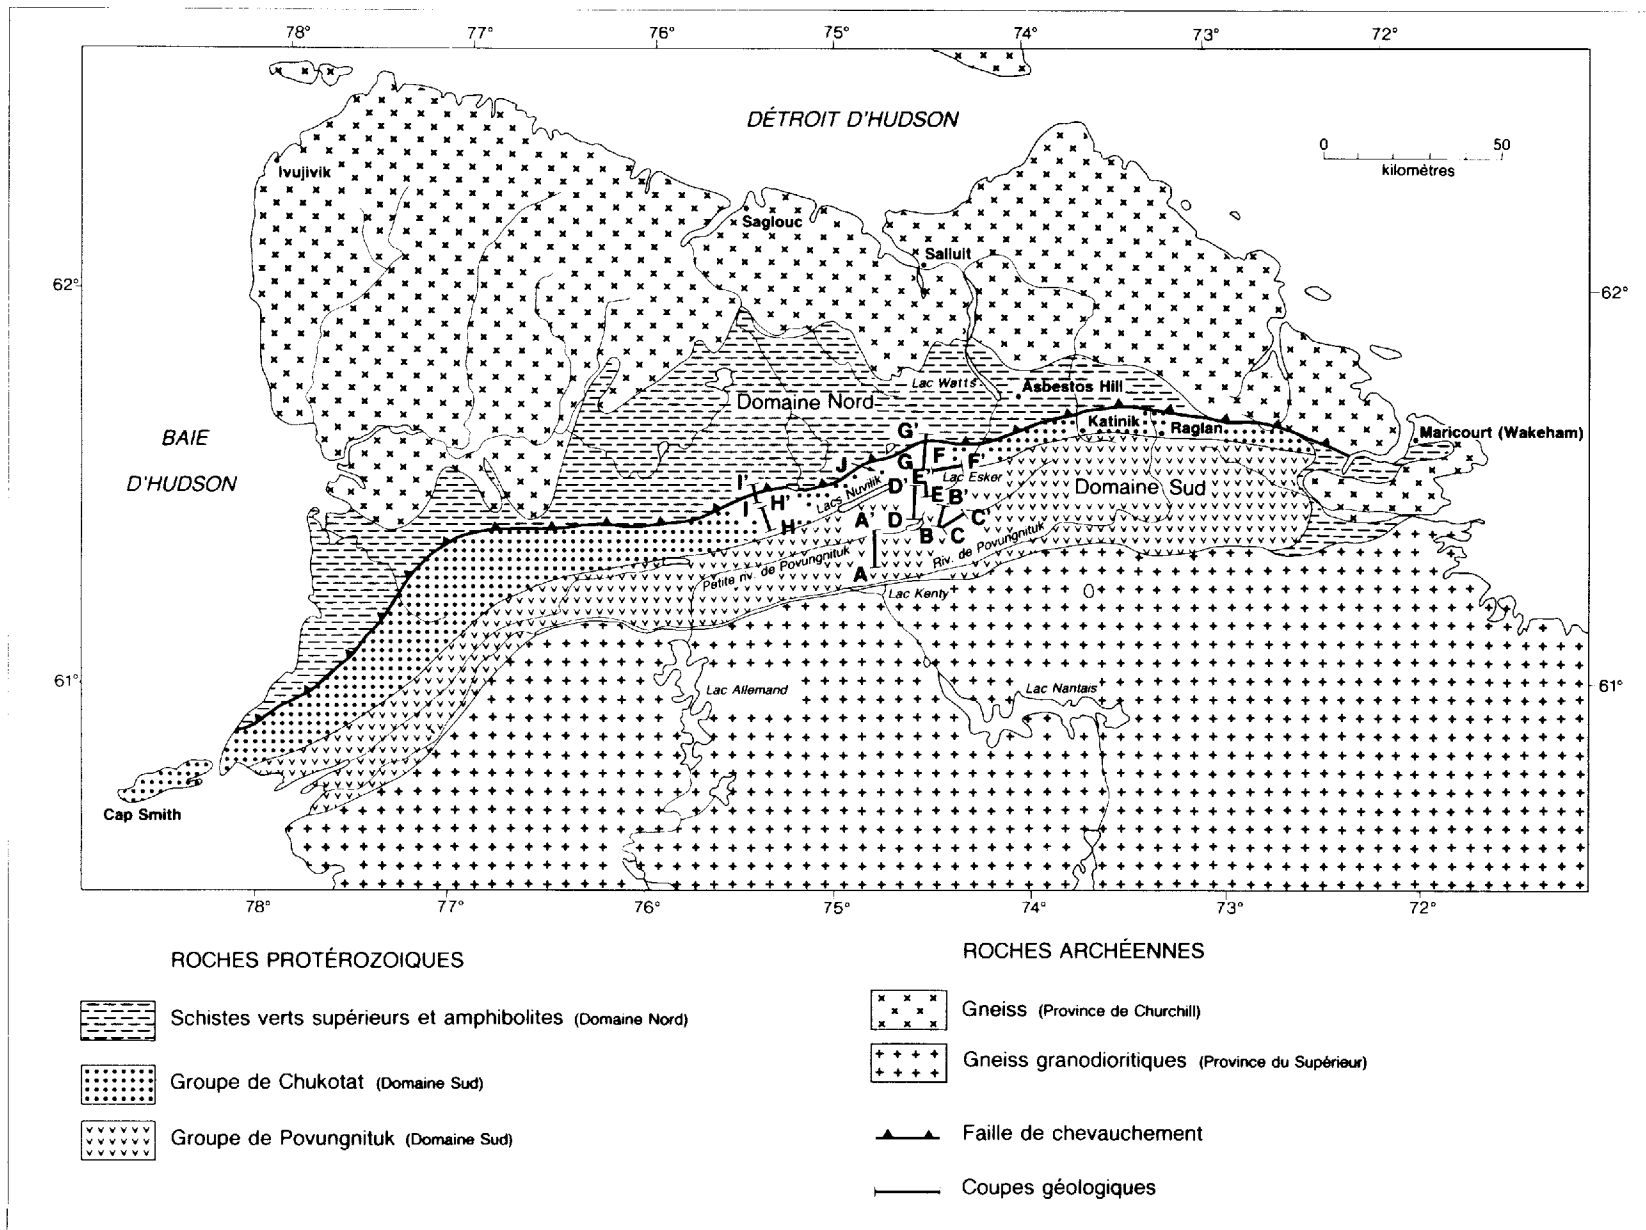 78° 77° 76° 75° 74° 73° 72°
DÉTROIT D'HUDSON
0 50
kilomètres
Ivujivik
Saglouc
Salluit
62° 62°
Lac Watts
Asbestos Hill
Domaine Nord
Katinik
Raglan
Maricourt (Wakeham)
BAIE
D'HUDSON
G'
J G F F'
Lac Esker
Domaine Sud
I' H' Lacs Nuvilik D' E' E B'
I H A' D B C C'
Petite riv. de Povungnituk
Riv. de Povungnituk
A
Lac Kenty
61° 61°
Lac Allemand
Lac Nantais
Cap Smith
78° 77° 76° 75° 74° 73° 72°
ROCHES PROTÉROZOIQUES
Schistes verts supérieurs et amphibolites (Domaine Nord)
Groupe de Chukotat (Domaine Sud)
Groupe de Povungnituk (Domaine Sud)
ROCHES ARCHÉENNES
Gneiss (Province de Churchill)
Gneiss granodioritiques (Province du Supérieur)
Faille de chevauchement
Coupes géologiques